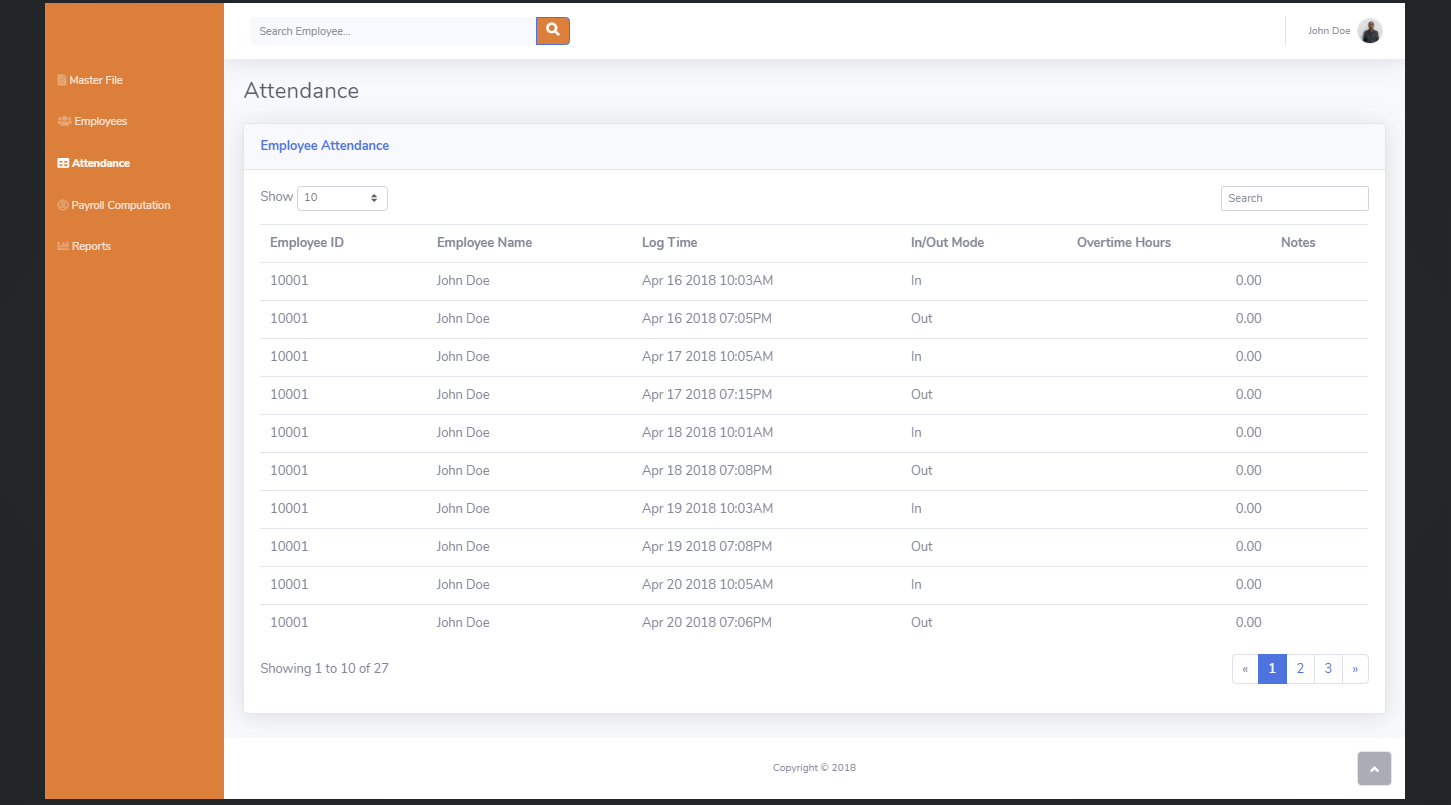 Search Employee...
John Doe
Master File
Employees
Attendance
Payroll Computation
Reports
Attendance
Employee Attendance
Show 10
Search
Employee ID Employee Name Log Time In/Out Mode Overtime Hours Notes
10001 John Doe Apr 16 2018 10:03AM In 0.00
10001 John Doe Apr 16 2018 07:05PM Out 0.00
10001 John Doe Apr 17 2018 10:05AM In 0.00
10001 John Doe Apr 17 2018 07:15PM Out 0.00
10001 John Doe Apr 18 2018 10:01AM In 0.00
10001 John Doe Apr 18 2018 07:08PM Out 0.00
10001 John Doe Apr 19 2018 10:03AM In 0.00
10001 John Doe Apr 19 2018 07:08PM Out 0.00
10001 John Doe Apr 20 2018 10:05AM In 0.00
10001 John Doe Apr 20 2018 07:06PM Out 0.00
Showing 1 to 10 of 27
« 1 2 3 »
Copyright © 2018